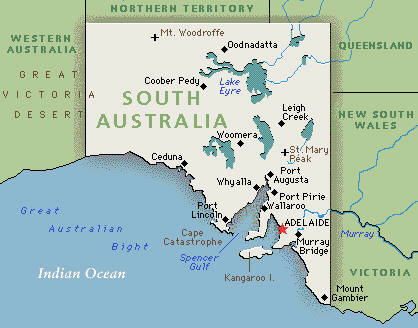 NORTHERN TERRITORY
WESTERN
AUSTRALIA
Mt. Woodroffe
Oodnadatta
QUEENSLAND
GREAT
VICTORIA
DESERT
Coober Pedy
Lake
Eyre
SOUTH
AUSTRALIA
Leigh
Creek
NEW SOUTH
WALES
Woomera
St. Mary
Peak
Ceduna
Port
Augusta
Whyalla
Port Pirie
Wallaroo
Port
Lincoln
ADELAIDE
Great
Australian
Bight
Cape
Catastrophe
Murray
Bridge
Murray
Spencer
Gulf
Indian Ocean
Kangaroo I.
VICTORIA
Mount
Gambier